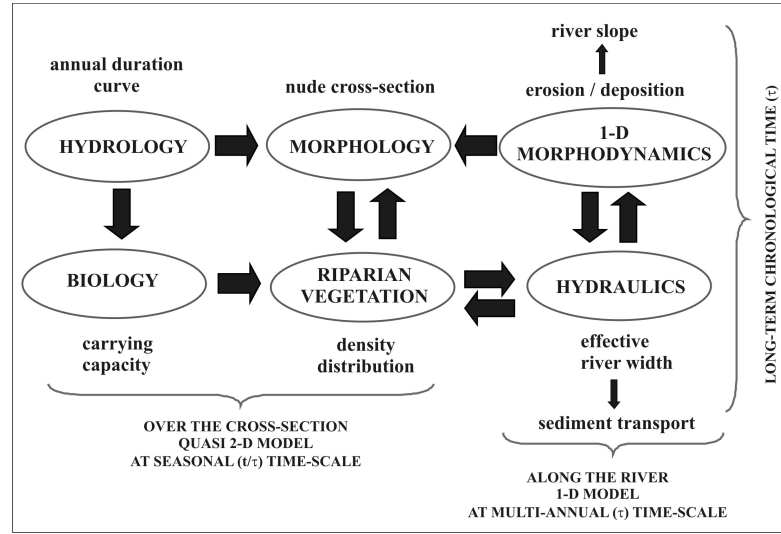 river slope
annual duration
curve
nude cross-section
erosion / deposition
HYDROLOGY
MORPHOLOGY
1-D
MORPHODYNAMICS
BIOLOGY
RIPARIAN
VEGETATION
HYDRAULICS
carrying
capacity
density
distribution
effective
river width
sediment transport
OVER THE CROSS-SECTION
QUASI 2-D MODEL
AT SEASONAL (t/τ) TIME-SCALE
ALONG THE RIVER
1-D MODEL
AT MULTI-ANNUAL (τ) TIME-SCALE
LONG-TERM CHRONOLOGICAL TIME (τ)